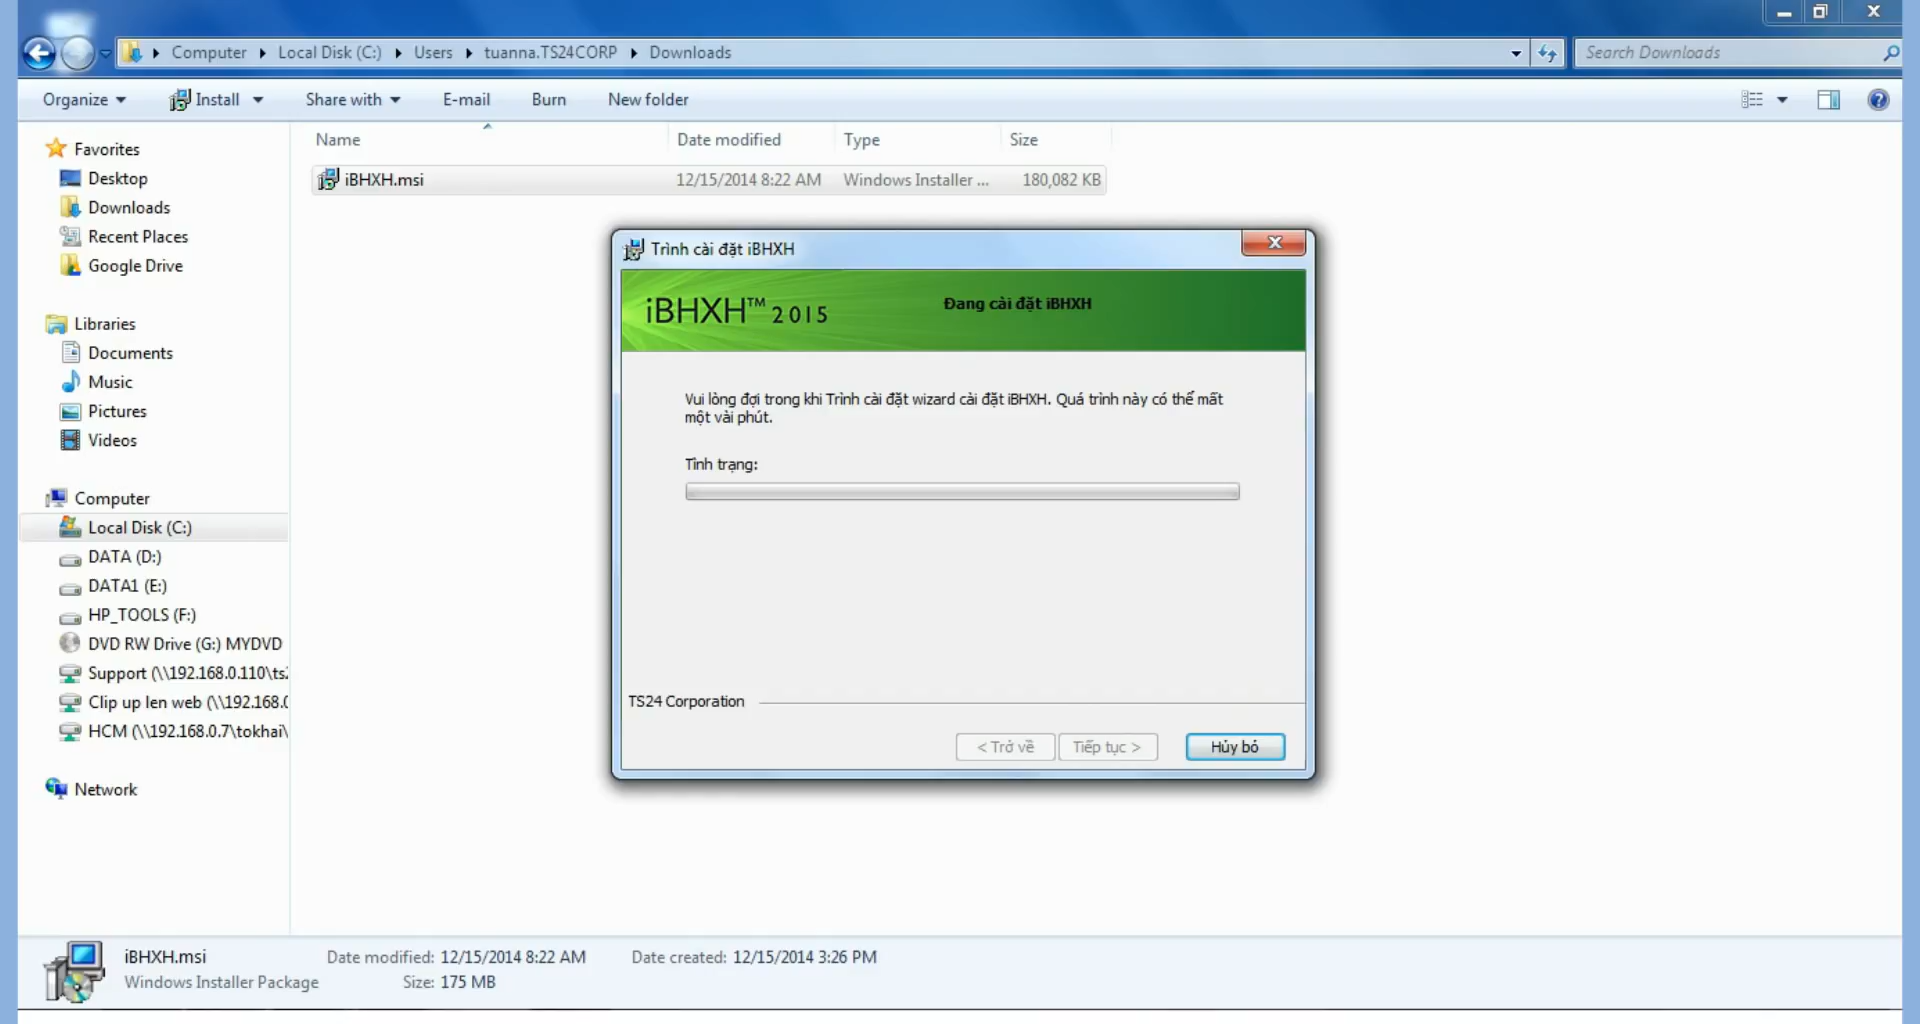 Computer Local Disk (C:) Users tuanna.TS24CORP Downloads
Search Downloads
Organize Install Share with E-mail Burn New folder
Favorites
Desktop
Downloads
Recent Places
Google Drive
Libraries
Documents
Music
Pictures
Videos
Computer
Local Disk (C:)
DATA (D:)
DATA1 (E:)
HP_TOOLS (F:)
DVD RW Drive (G:) MYDVD
Support (\\192.168.0.110\ts2
Clip up len web (\\192.168.0
HCM (\\192.168.0.7\tokhai\
Network
Name Date modified Type Size
iBHXH.msi 12/15/2014 8:22 AM Windows Installer ... 180,082 KB
Trình cài đặt iBHXH
iBHXH™ 2015
Đang cài đặt iBHXH
Vui lòng đợi trong khi Trình cài đặt wizard cài đặt iBHXH. Quá trình này có thể mất
một vài phút.
Tình trạng:
TS24 Corporation
< Trở về Tiếp tục > Hủy bỏ
iBHXH.msi Date modified: 12/15/2014 8:22 AM Date created: 12/15/2014 3:26 PM
Windows Installer Package Size: 175 MB